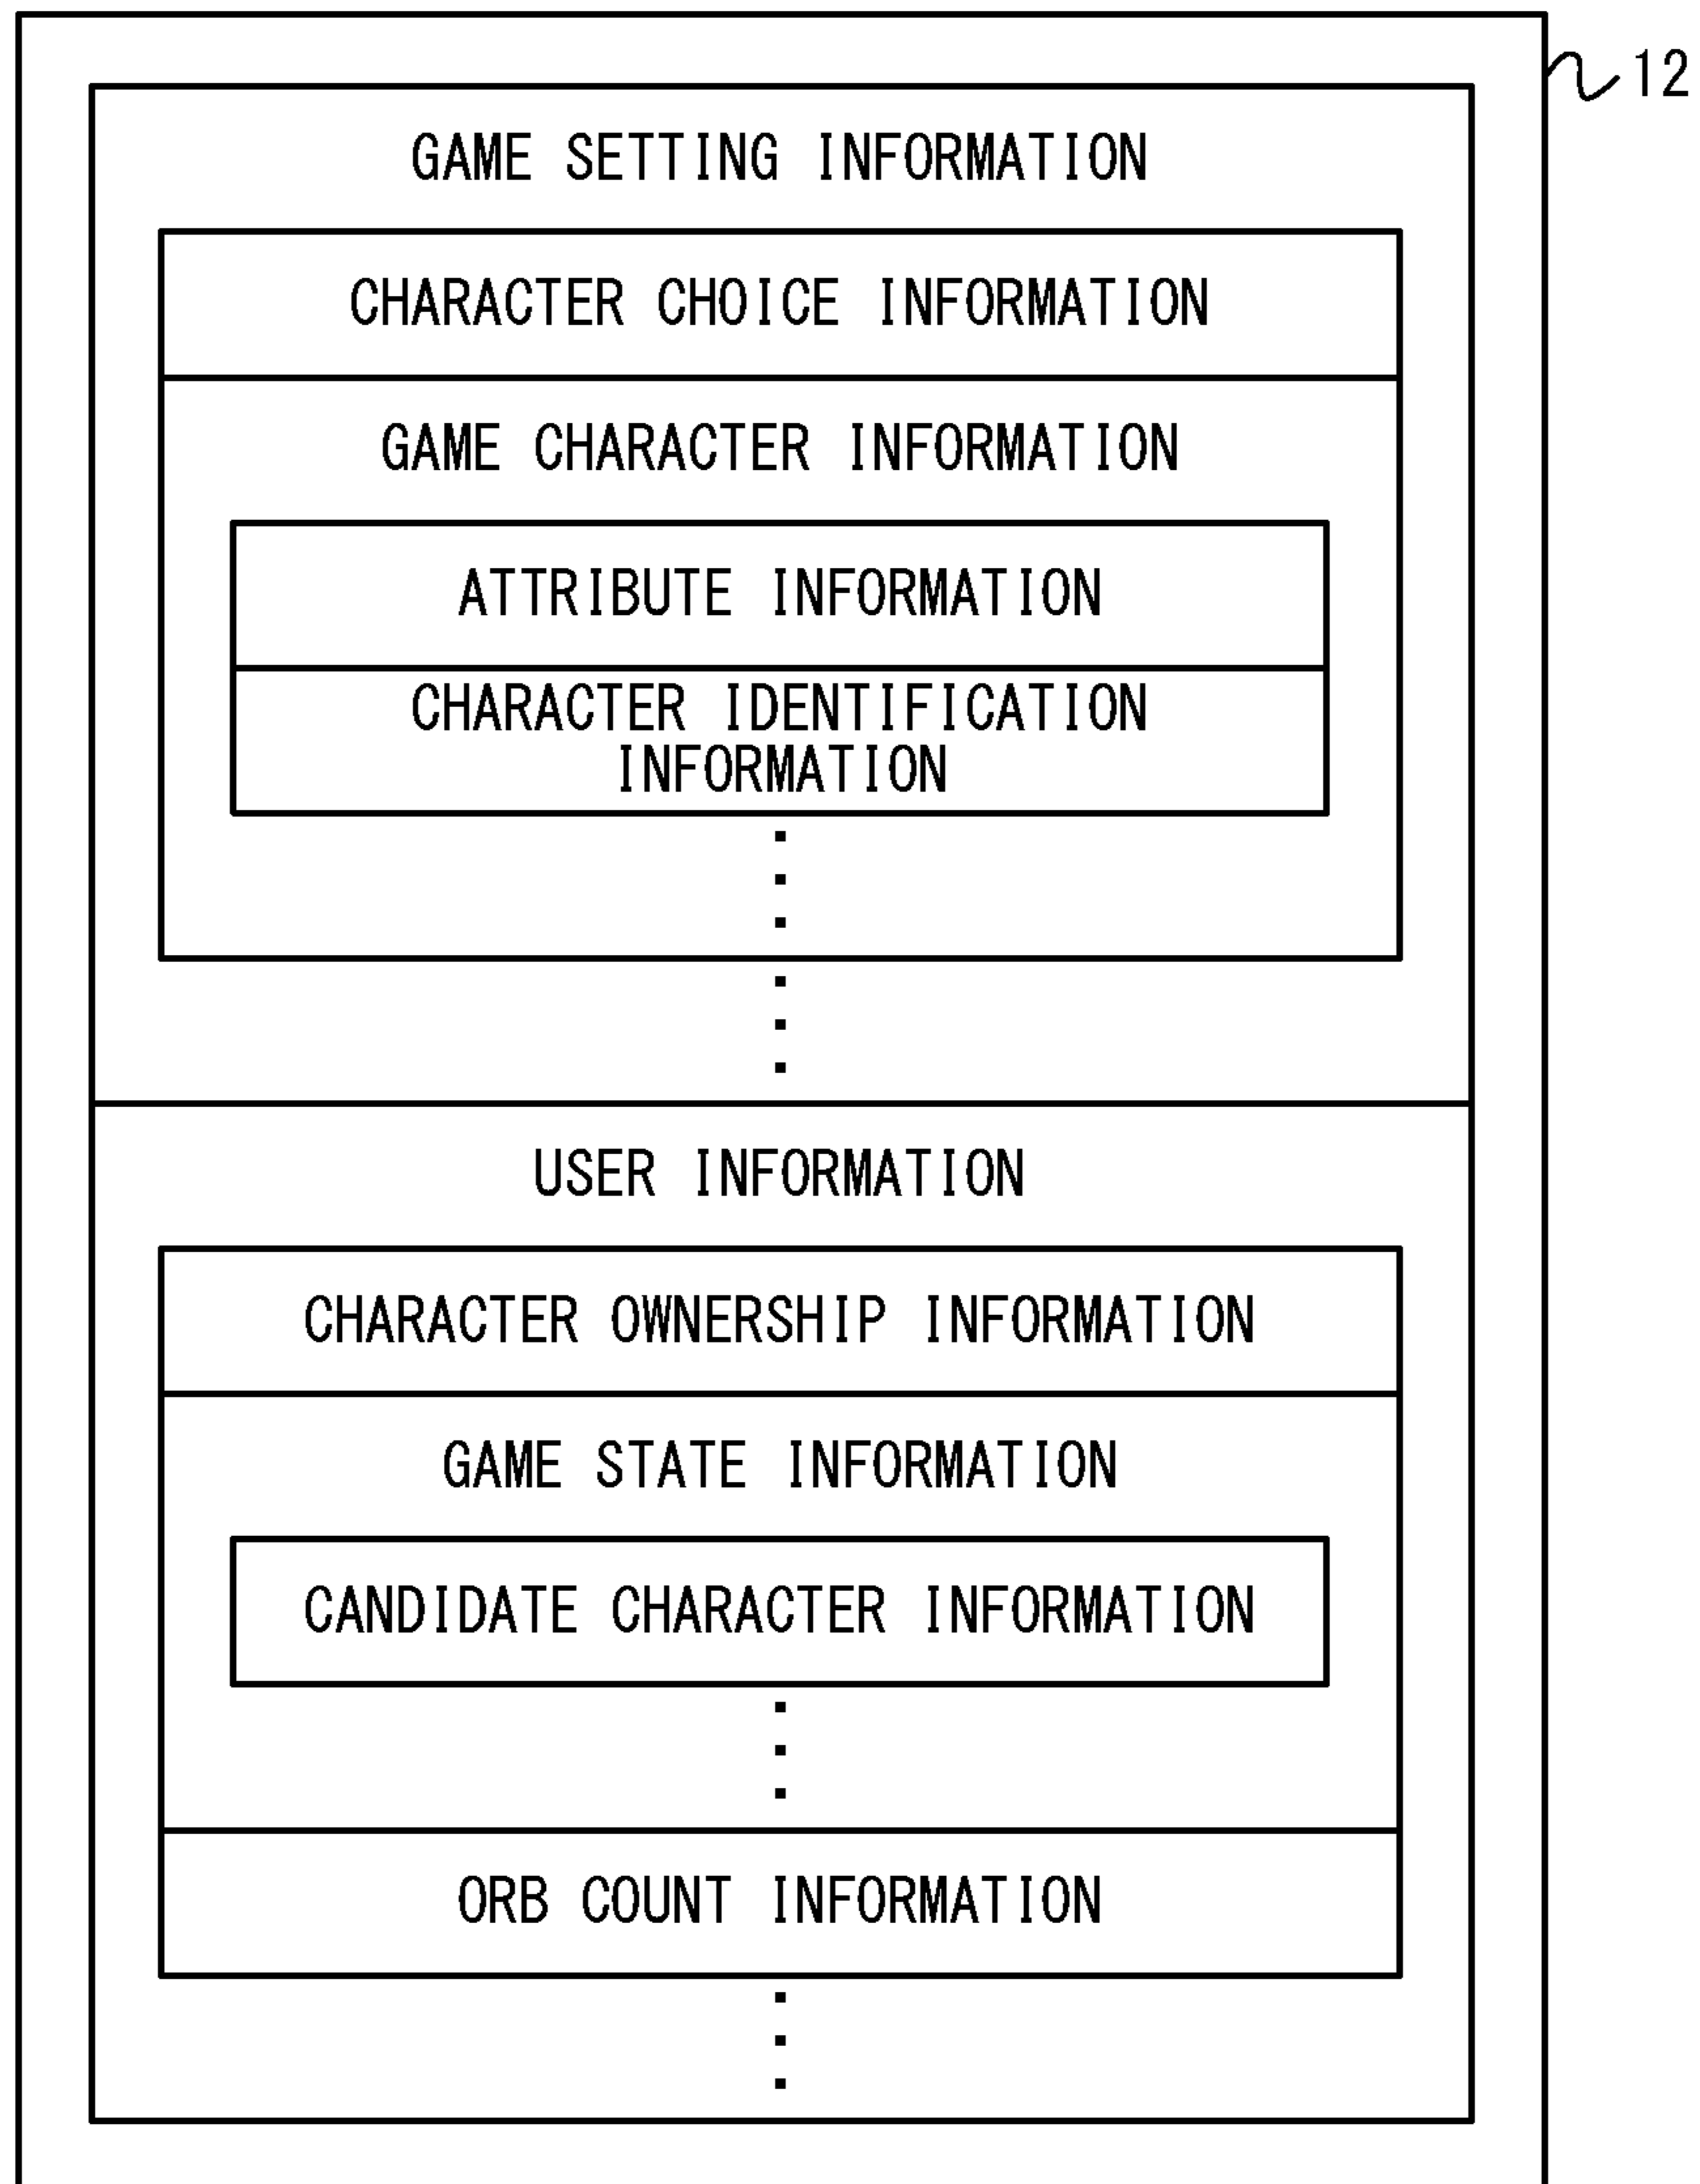 12
GAME SETTING INFORMATION
CHARACTER CHOICE INFORMATION
GAME CHARACTER INFORMATION
ATTRIBUTE INFORMATION
CHARACTER IDENTIFICATION
INFORMATION
USER INFORMATION
CHARACTER OWNERSHIP INFORMATION
GAME STATE INFORMATION
CANDIDATE CHARACTER INFORMATION
ORB COUNT INFORMATION